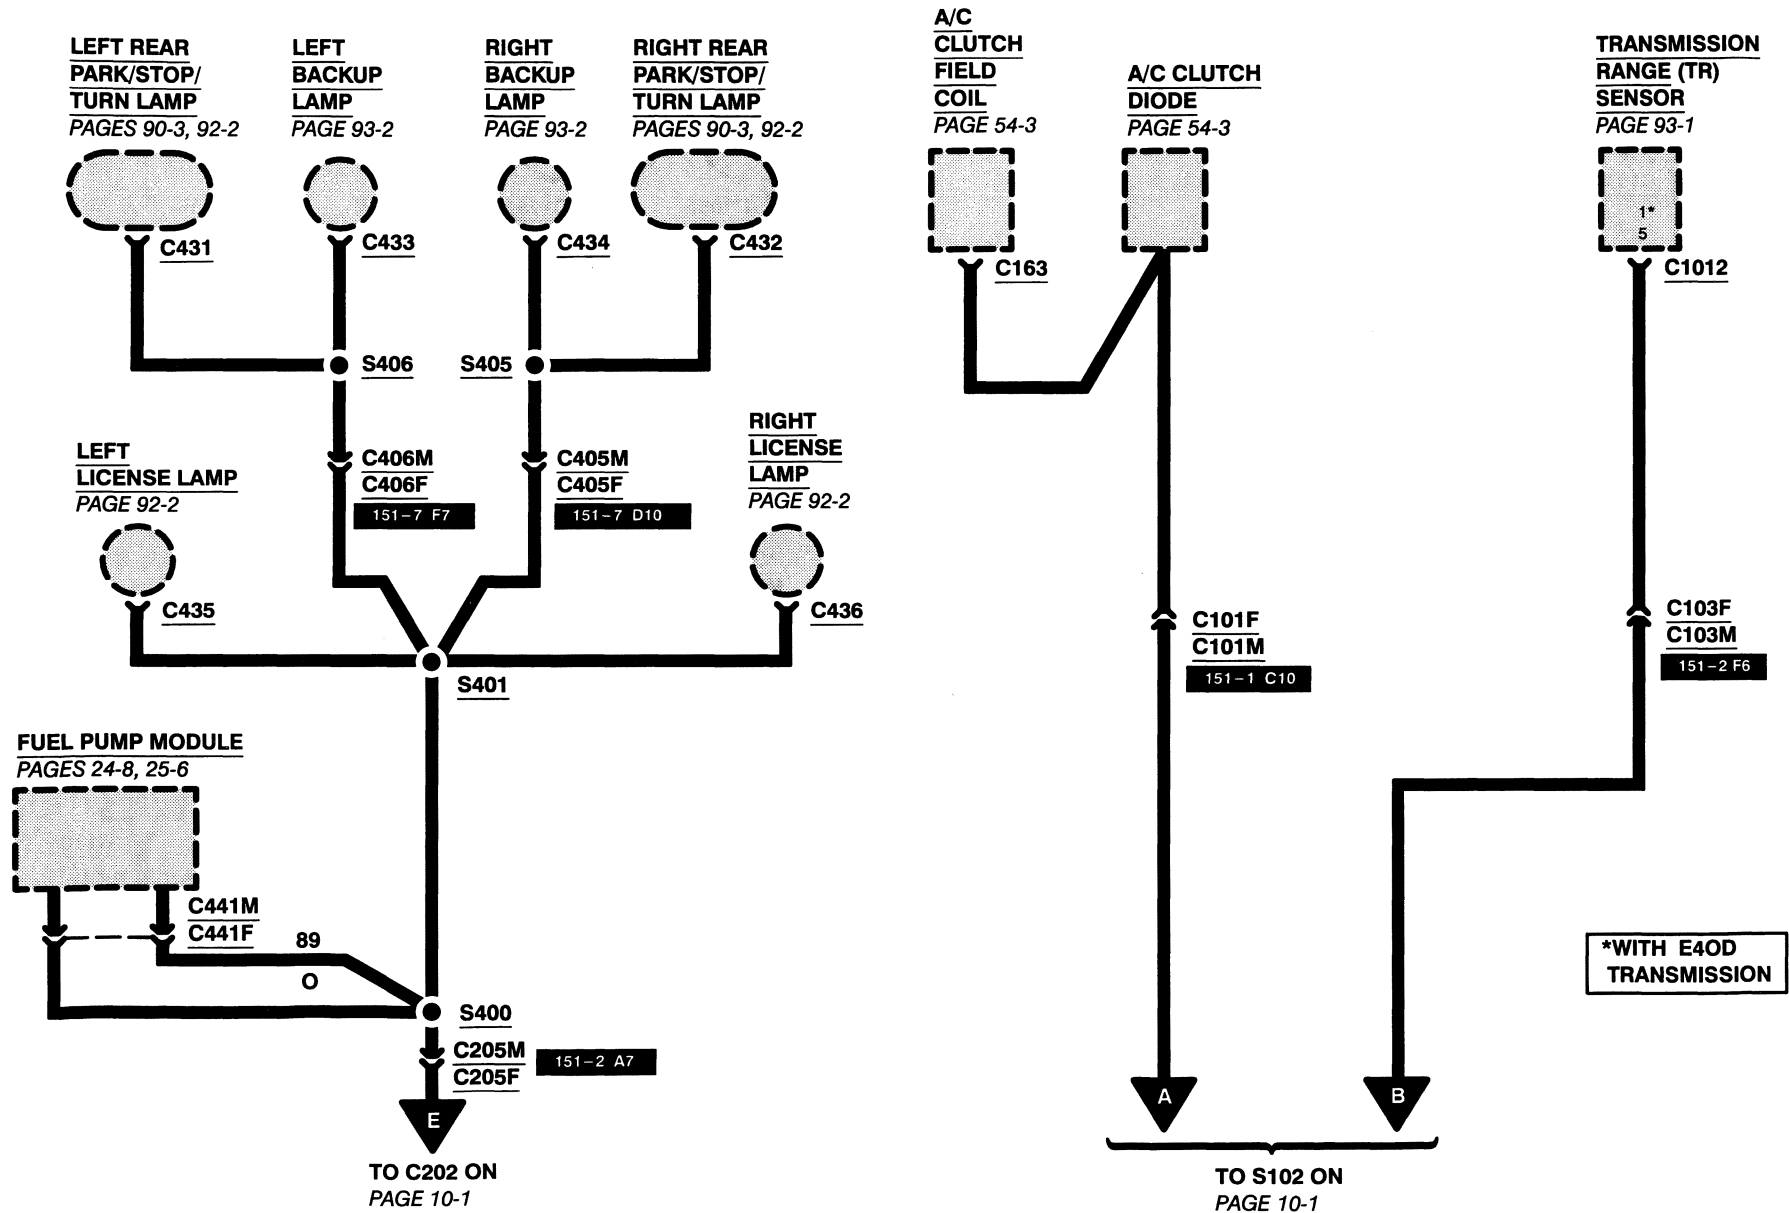 LEFT REAR
PARK/STOP/
TURN LAMP
PAGES 90-3, 92-2
LEFT
BACKUP
LAMP
PAGE 93-2
RIGHT
BACKUP
LAMP
PAGE 93-2
RIGHT REAR
PARK/STOP/
TURN LAMP
PAGES 90-3, 92-2
A/C
CLUTCH
FIELD
COIL
PAGE 54-3
A/C CLUTCH
DIODE
PAGE 54-3
TRANSMISSION
RANGE (TR)
SENSOR
PAGE 93-1
1*
5
C431
C433
C434
C432
C163
C1012
S406
S405
LEFT
LICENSE LAMP
PAGE 92-2
C406M
C406F
151-7 F7
C405M
C405F
151-7 D10
RIGHT
LICENSE
LAMP
PAGE 92-2
C435
C436
C101F
C101M
151-1 C10
C103F
C103M
151-2 F6
S401
FUEL PUMP MODULE
PAGES 24-8, 25-6
C441M
C441F
89
O
S400
C205M
C205F
151-2 A7
E
TO C202 ON
PAGE 10-1
A
B
TO S102 ON
PAGE 10-1
*WITH E4OD
TRANSMISSION